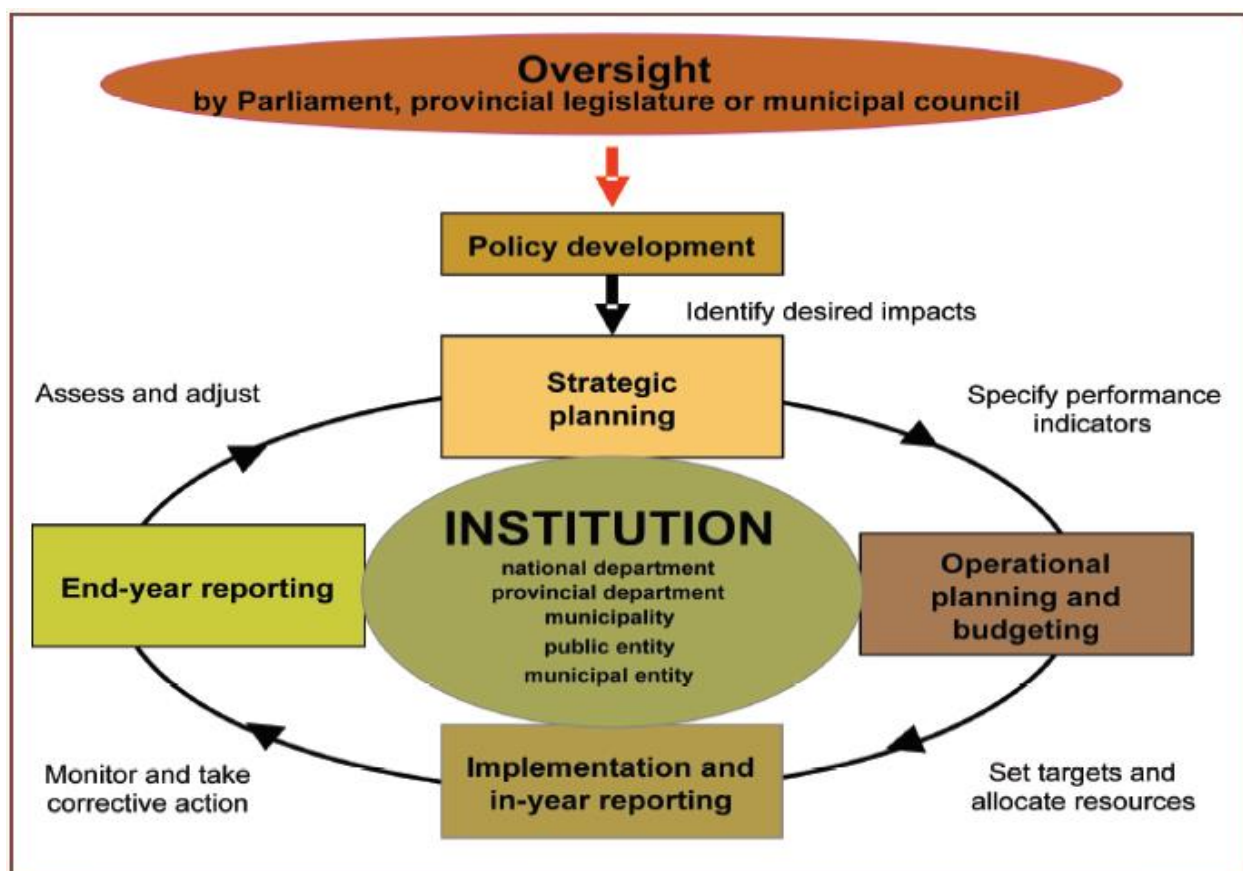 Oversight
by Parliament, provincial legislature or municipal council
Policy development
Identify desired impacts
Strategic
planning
Assess and adjust
Specify performance
indicators
INSTITUTION
national department
provincial department
municipality
public entity
municipal entity
End-year reporting
Operational
planning and
budgeting
Implementation and
in-year reporting
Monitor and take
corrective action
Set targets and
allocate resources